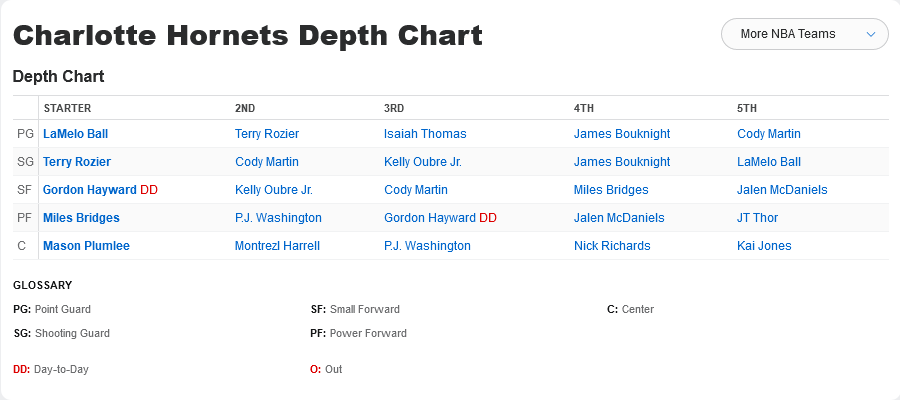 Charlotte Hornets Depth Chart
More NBA Teams
Depth Chart
STARTER 2ND 3RD 4TH 5TH
PG LaMelo Ball Terry Rozier Isaiah Thomas James Bouknight Cody Martin
SG Terry Rozier Cody Martin Kelly Oubre Jr. James Bouknight LaMelo Ball
SF Gordon Hayward DD Kelly Oubre Jr. Cody Martin Miles Bridges Jalen McDaniels
PF Miles Bridges P.J. Washington Gordon Hayward DD Jalen McDaniels JT Thor
C Mason Plumlee Montrezl Harrell P.J. Washington Nick Richards Kai Jones
GLOSSARY
PG: Point Guard SF: Small Forward C: Center
SG: Shooting Guard PF: Power Forward
DD: Day-to-Day O: Out